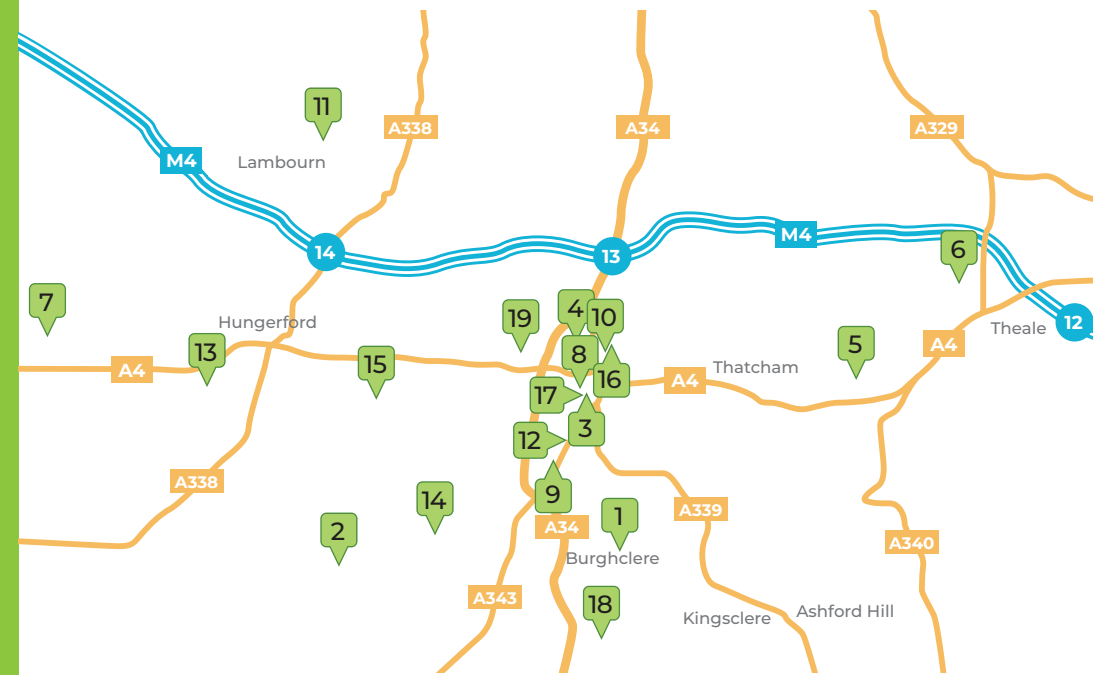 11
A338
A34
A329
Lambourn
M4
M4
14
13
6
7
Hungerford
19
4
10
Theale
12
13
15
8
5
A4
A4
16
A4
Thatcham
17
3
12
A338
14
9
1
A339
2
A34
Burghclere
A340
A343
18
Kingsclere
Ashford Hill